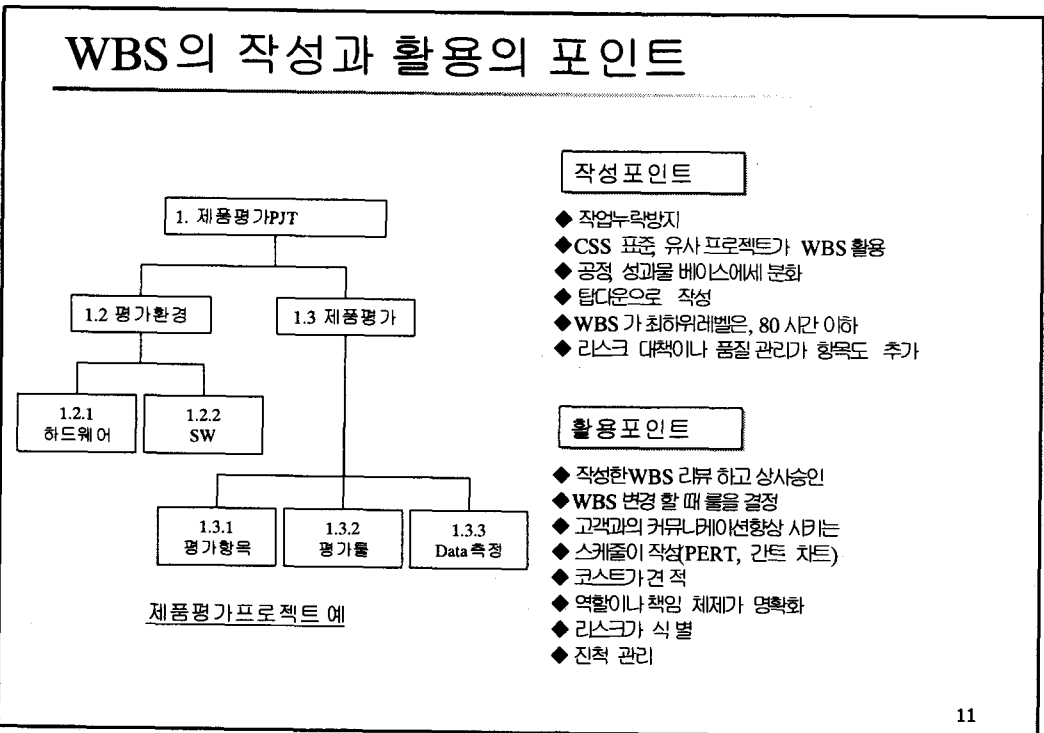 WBS의 작성과 활용의 포인트
1. 제품평가PJT
1.2 평가환경
1.3 제품평가
1.2.1
하드웨어
1.2.2
SW
1.3.1
평가항목
1.3.2
평가툴
1.3.3
Data측정
제품평가프로젝트 예
작성포인트
◆ 작업누락방지
◆CSS 표준, 유사 프로젝트가 WBS 활용
◆ 공정, 성과물 베이스에세 분화
◆ 탑다운으로 작성
◆WBS 가 최하위레벨은, 80 시간 이하
◆ 리스크 대책이나 품질 관리가 항목도 추가
활용포인트
◆ 작성한WBS 리뷰 하고 상사승인
◆WBS 변경 할 때 룰을 결정
◆ 고객과의 커뮤니케이션향상 시키는
◆ 스케줄이 작성(PERT, 간트 차트)
◆ 코스트가 견 적
◆ 역할이나 책임 체제가 명확화
◆ 리스크가 식 별
◆ 진척 관리
11